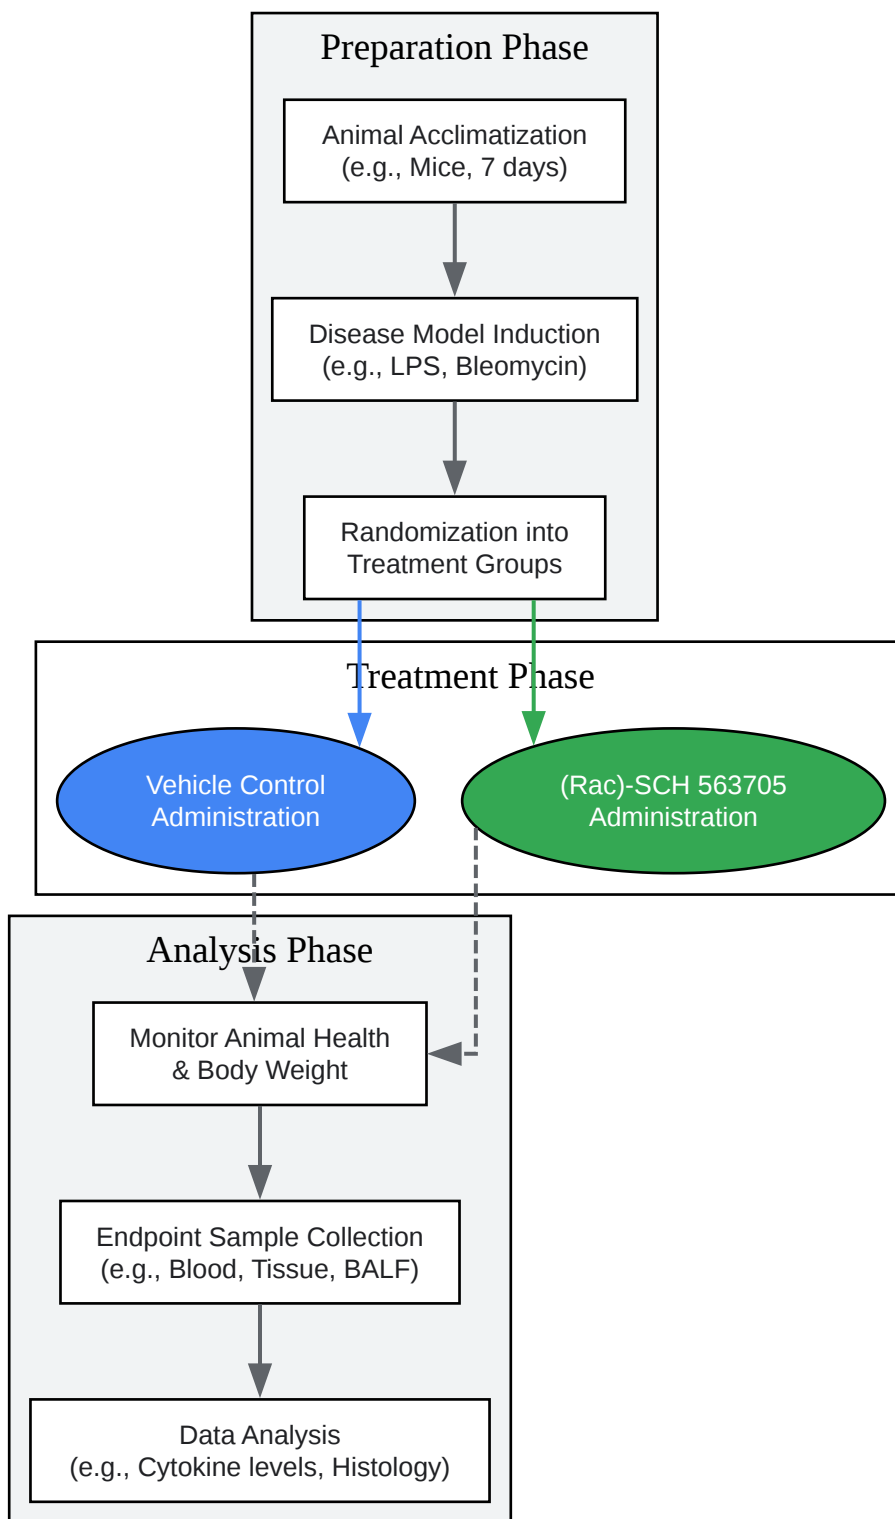 Preparation Phase
Animal Acclimatization
(e.g., Mice, 7 days)
Disease Model Induction
(e.g., LPS, Bleomycin)
Randomization into
Treatment Groups
Treatment Phase
Vehicle Control
Administration
(Rac)-SCH 563705
Administration
Analysis Phase
Monitor Animal Health
& Body Weight
Endpoint Sample Collection
(e.g., Blood, Tissue, BALF)
Data Analysis
(e.g., Cytokine levels, Histology)